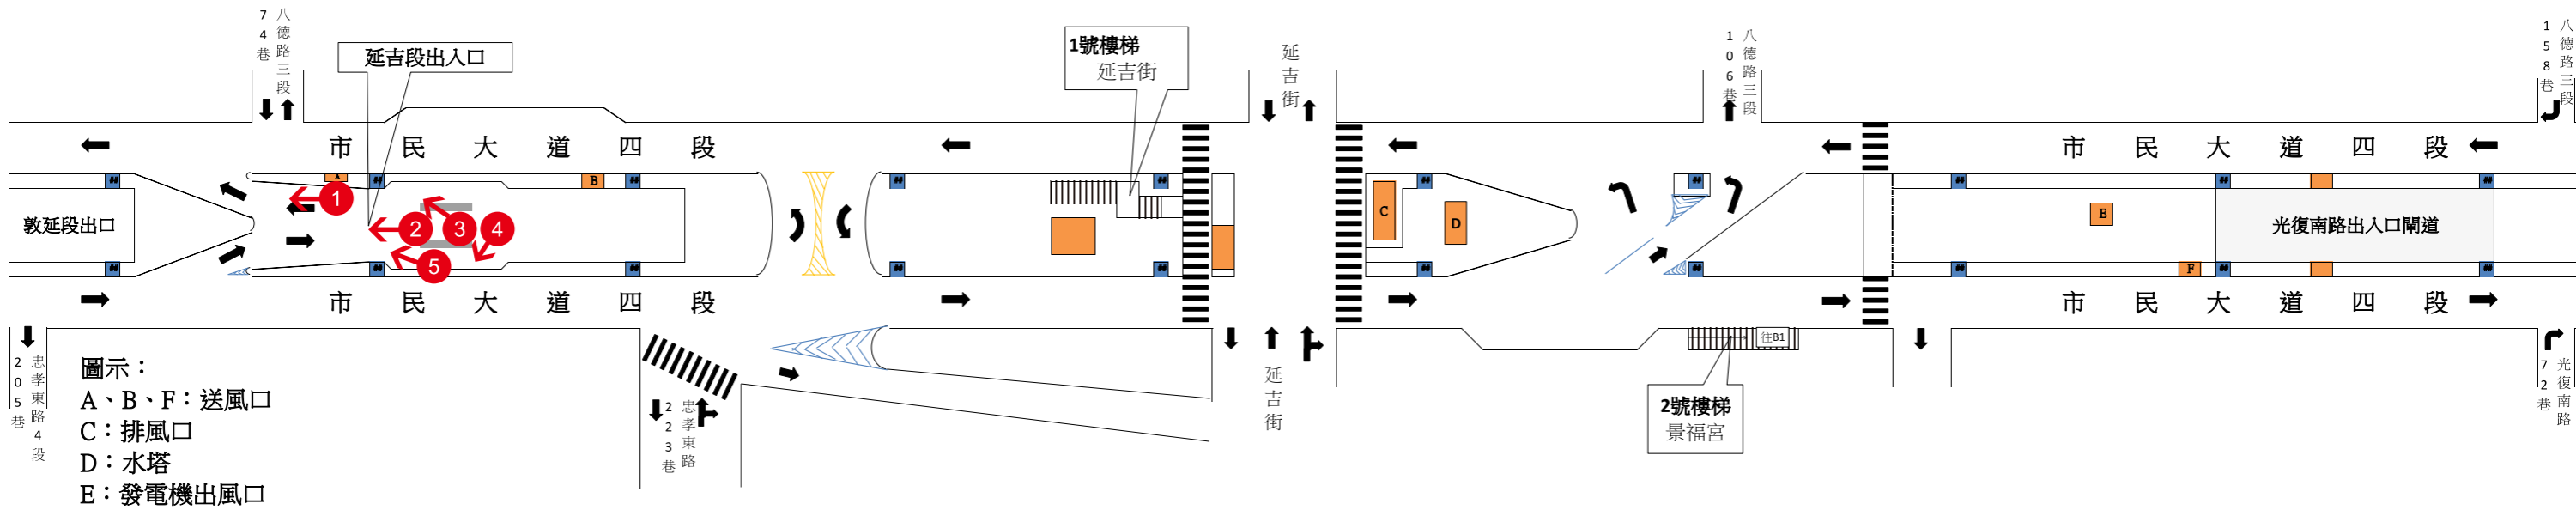 八德路三段
74巷
延吉段出入口
1號樓梯
延吉街
延吉街
八德路三段
106巷
八德路三段
158巷
市民大道四段
市民大道四段
A
B
##
##
##
##
##
##
##
##
##
##
1
2
3
4
5
敦延段出口
C
D
E
F
光復南路出入口閘道
##
##
##
##
##
##
##
##
市民大道四段
市民大道四段
往B1
2號樓梯
景福宮
忠孝東路4段
205巷
忠孝東路
223巷
延吉街
光復南路
72巷
圖示：
A、B、F：送風口
C：排風口
D：水塔
E：發電機出風口